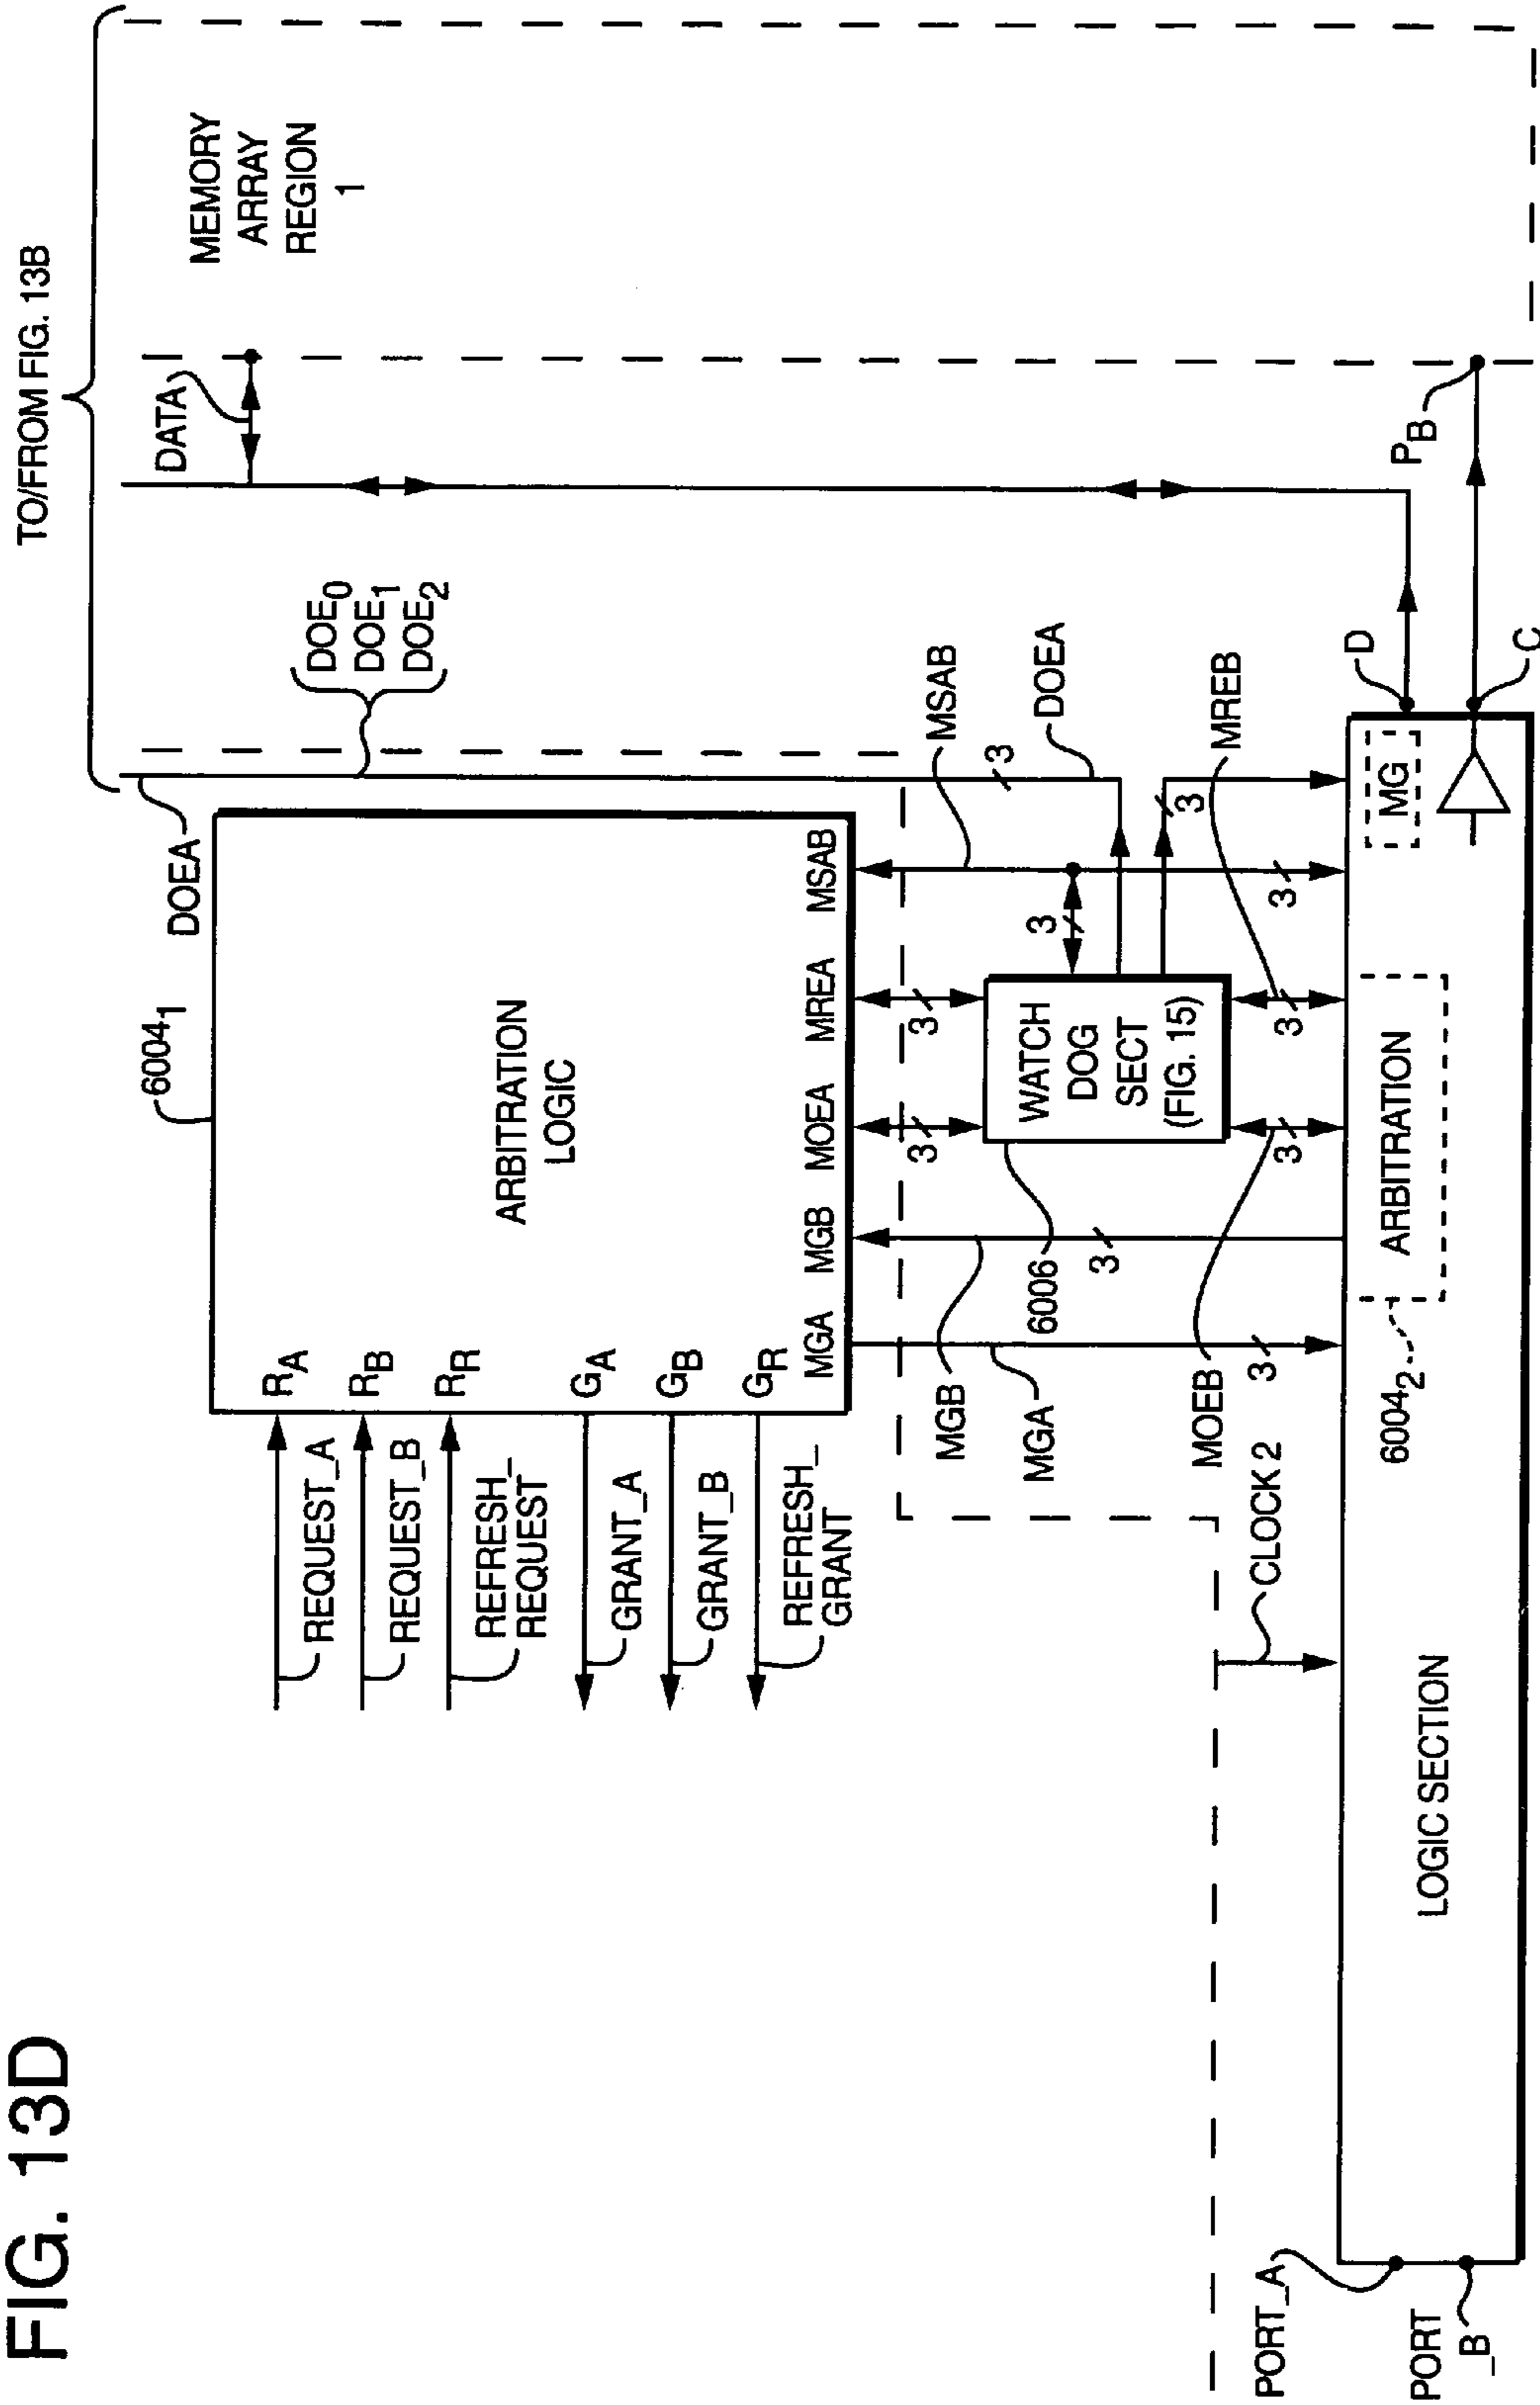 FIG. 13D
TO/FROM FIG. 13B
MEMORY
ARRAY
REGION
1
DATA
DOE0
DOE1
DOE2
DOEA
60041
ARBITRATION
LOGIC
RA
RB
RR
GA
GB
GR
REQUEST_A
REQUEST_B
REFRESH_
REQUEST
GRANT_A
GRANT_B
REFRESH_
GRANT
MGA
MGB
MOEA
MREA
MSAB
MGB
MGA
6006
3
3
3
3
3
MSAB
DOEA
WATCH
DOG
SECT
(FIG. 15)
MOEB
MREB
3
3
3
3
3
CLOCK 2
PORT_A
PORT
_B
LOGIC SECTION
60042
ARBITRATION
MG
D
C
PB